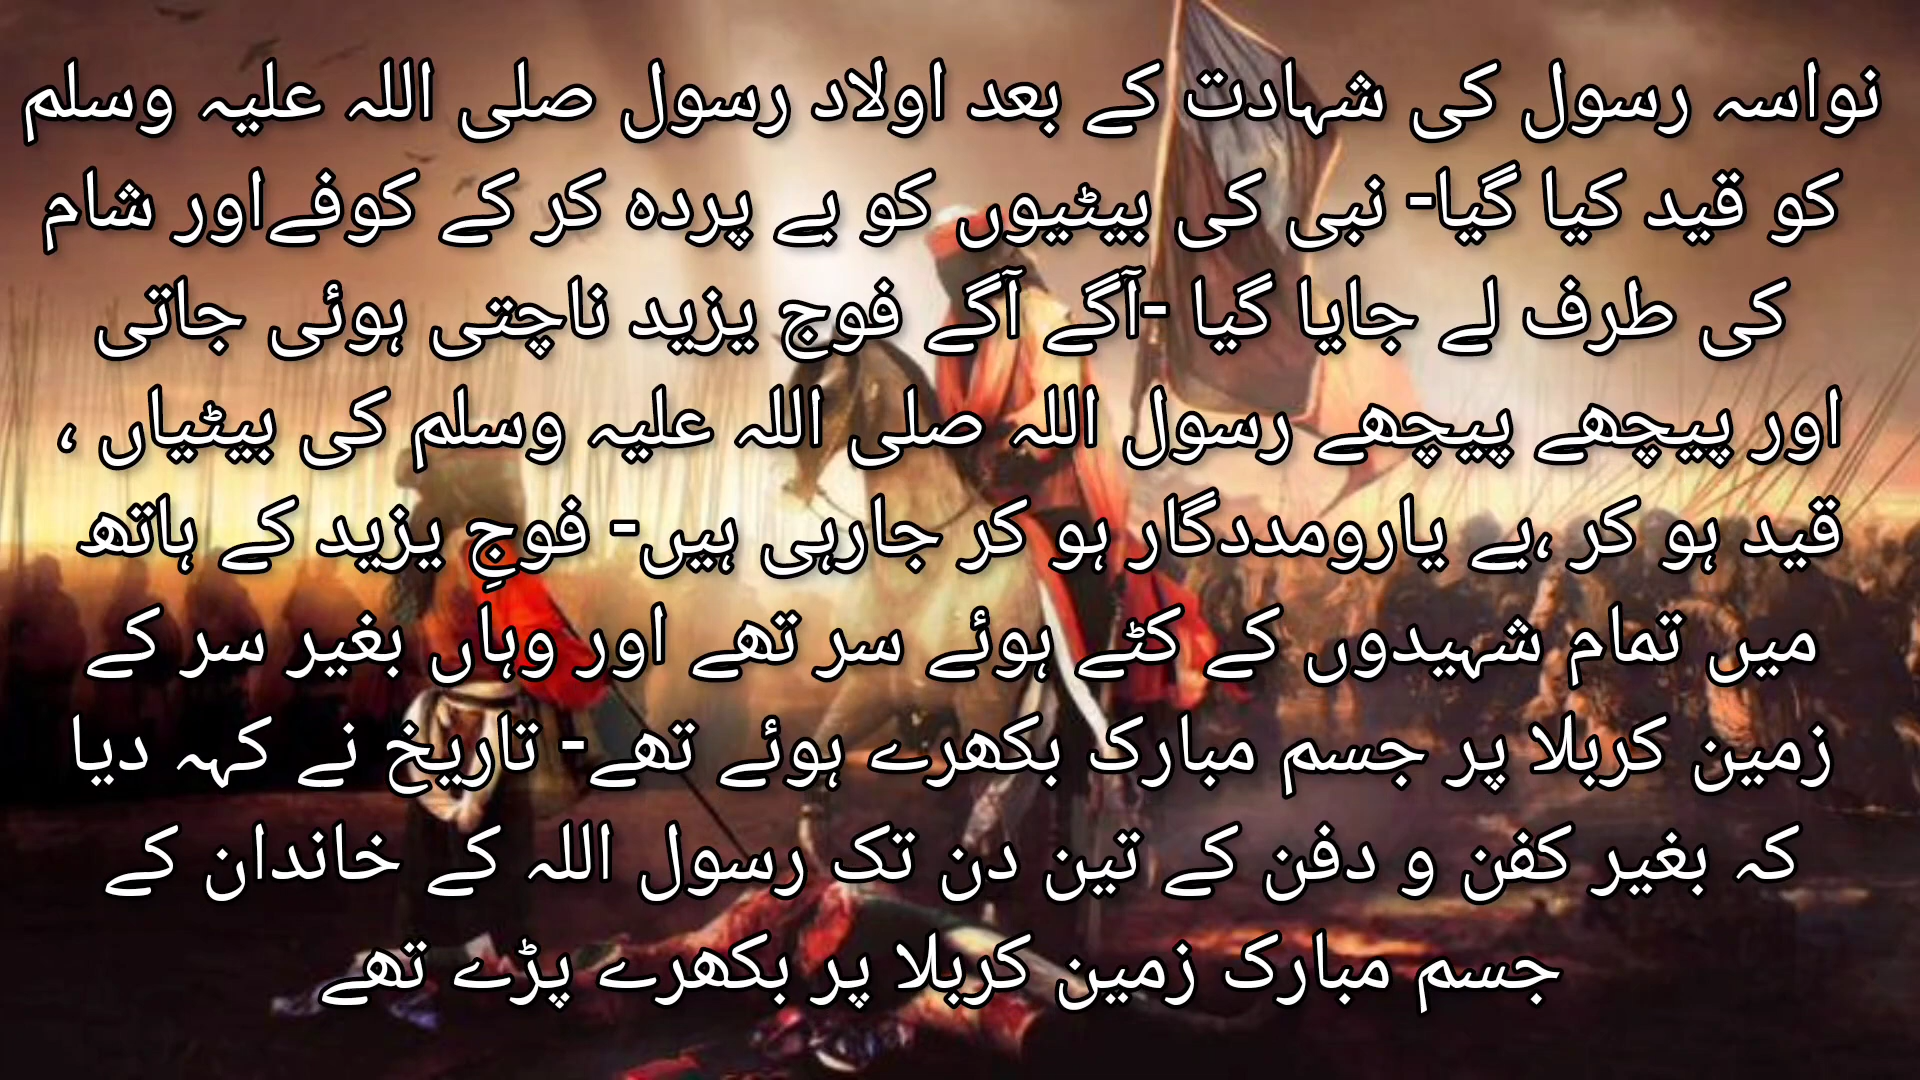 نواسہ رسول کی شہادت کے بعد اولاد رسول صلی اللہ علیہ وسلم
کو قید کیا گیا- نبی کی بیٹیوں کو بے پردہ کر کے کوفےاور شام
کی طرف لے جایا گیا -آگے آگے فوج یزید ناچتی ہوئی جاتی
اور پیچھے پیچھے رسول اللہ صلی اللہ علیہ وسلم کی بیٹیاں ،
قید ہو کر ،بے یارومددگار ہو کر جارہی ہیں- فوجِ یزید کے ہاتھ
میں تمام شہیدوں کے کٹے ہوئے سر تھے اور وہاں بغیر سر کے
زمین کربلا پر جسم مبارک بکھرے ہوئے تھے- تاریخ نے کہہ دیا
کہ بغیر کفن و دفن کے تین دن تک رسول اللہ کے خاندان کے
جسم مبارک زمین کربلا پر بکھرے پڑے تھے